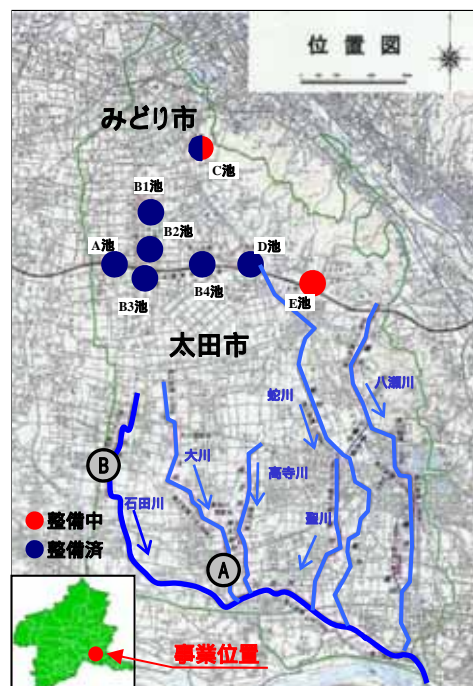 位置図
みどり市
C池
B1池
B2池
A池
D池
B3池
B4池
E池
太田市
八瀬川
蛇川
大川
高寺川
B
石田川
聖川
整備中
整備済
A
事業位置